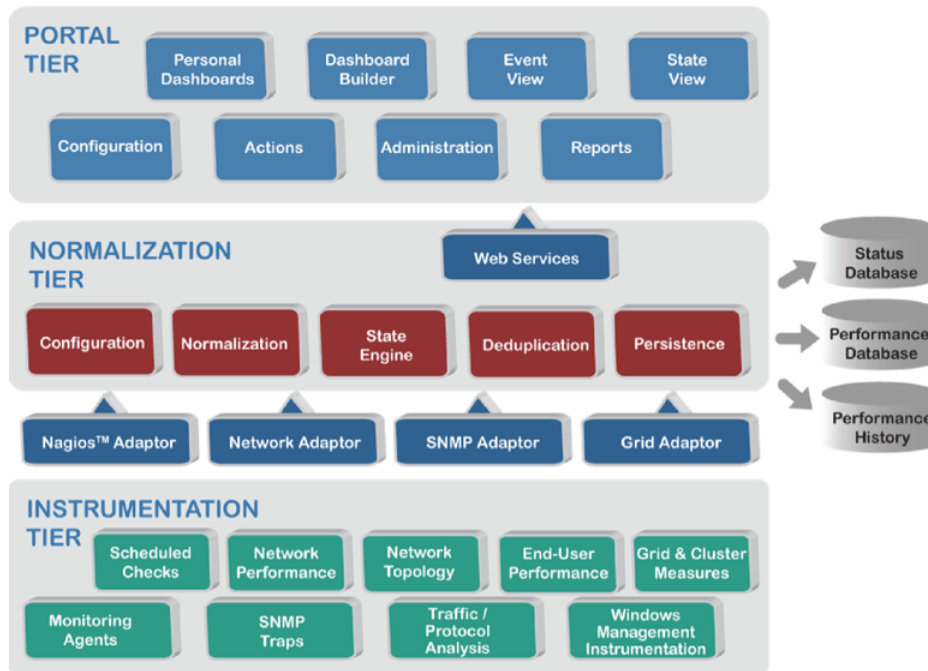 PORTAL
TIER
Personal
Dashboards
Dashboard
Builder
Event
View
State
View
Configuration
Actions
Administration
Reports
NORMALIZATION
TIER
Web Services
Configuration
Normalization
State
Engine
Deduplication
Persistence
Status
Database
Performance
Database
Performance
History
Nagios™ Adaptor
Network Adaptor
SNMP Adaptor
Grid Adaptor
INSTRUMENTATION
TIER
Scheduled
Checks
Network
Performance
Network
Topology
End-User
Performance
Grid & Cluster
Measures
Monitoring
Agents
SNMP
Traps
Traffic /
Protocol
Analysis
Windows
Management
Instrumentation